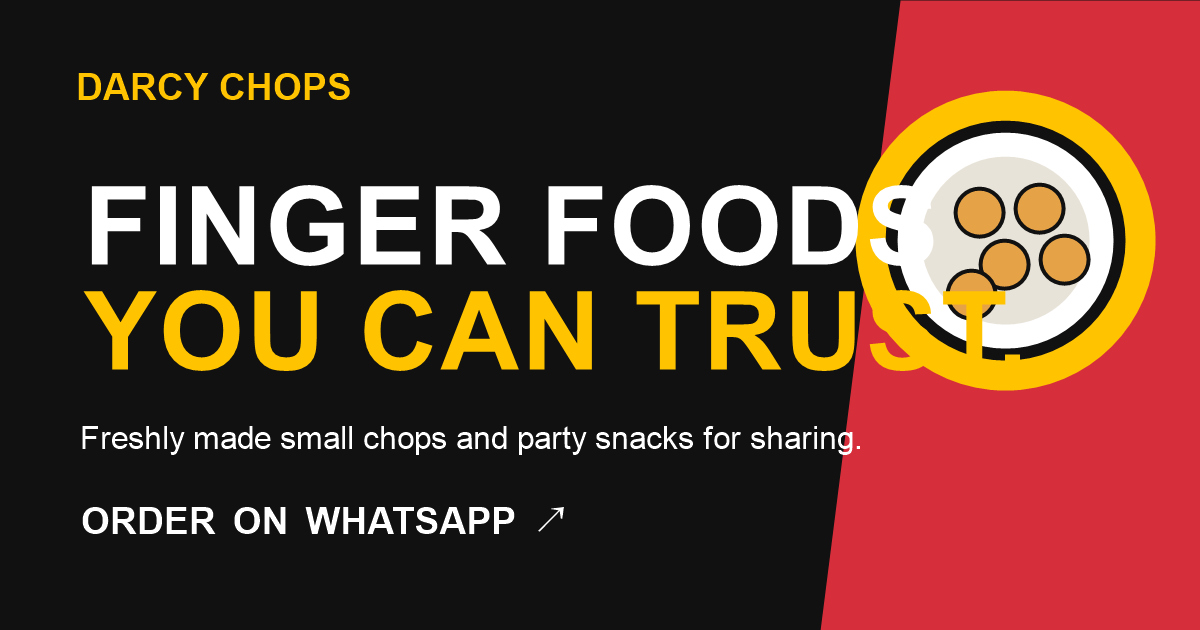 DARCY CHOPS
FINGER FOODS
YOU CAN TRUST.
Freshly made small chops and party snacks for sharing.
ORDER ON WHATSAPP ↗